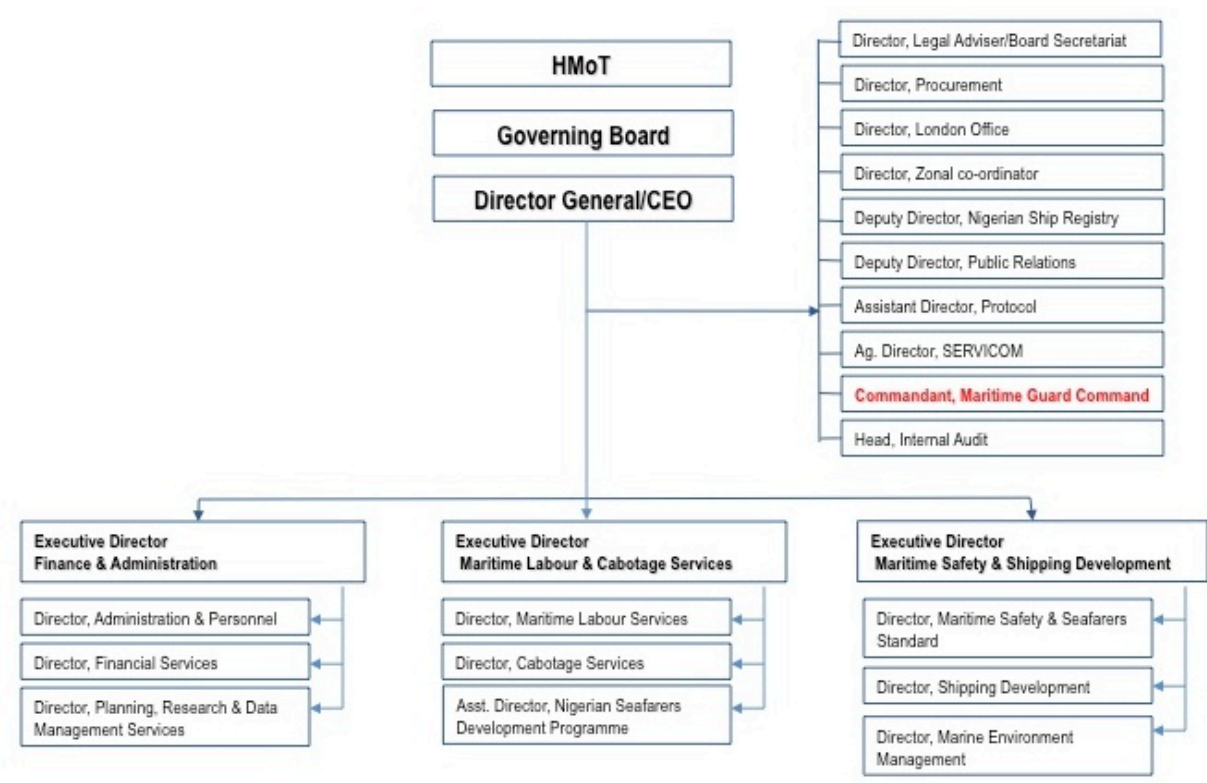 HMoT
Governing Board
Director General/CEO
Director, Legal Adviser/Board Secretariat
Director, Procurement
Director, London Office
Director, Zonal co-ordinator
Deputy Director, Nigerian Ship Registry
Deputy Director, Public Relations
Assistant Director, Protocol
Ag. Director, SERVICOM
Commandant, Maritime Guard Command
Head, Internal Audit
Executive Director
Finance & Administration
Director, Administration & Personnel
Director, Financial Services
Director, Planning, Research & Data
Management Services
Executive Director
Maritime Labour & Cabotage Services
Director, Maritime Labour Services
Director, Cabotage Services
Asst. Director, Nigerian Seafarers
Development Programme
Executive Director
Maritime Safety & Shipping Development
Director, Maritime Safety & Seafarers
Standard
Director, Shipping Development
Director, Marine Environment
Management